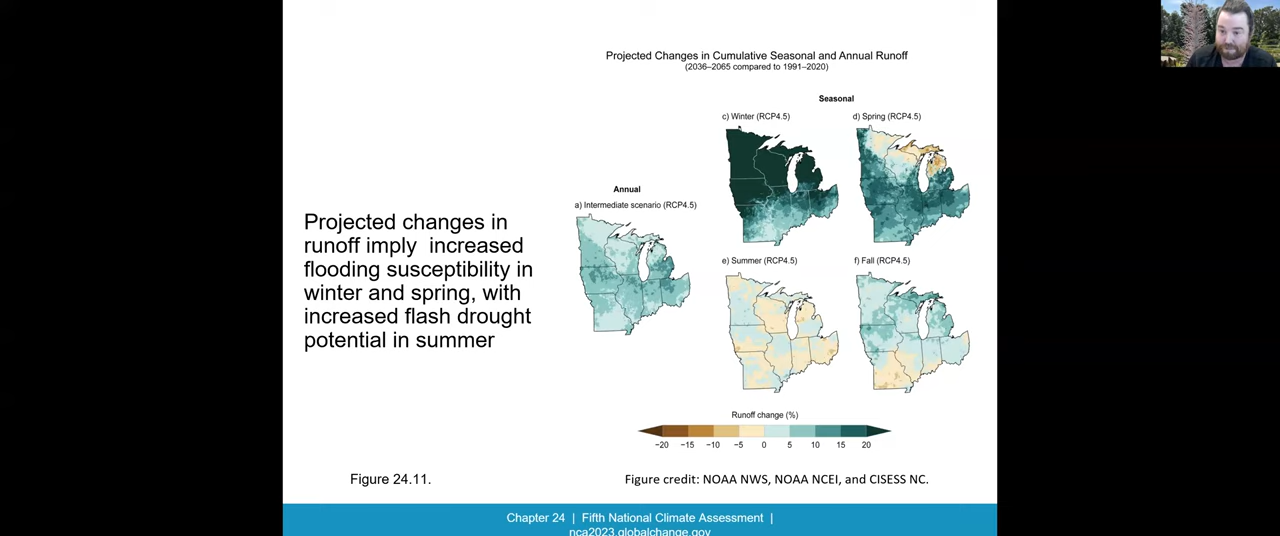 Projected Changes in Cumulative Seasonal and Annual Runoff
(2036–2065 compared to 1991–2020)
Seasonal
c) Winter (RCP4.5)
d) Spring (RCP4.5)
Annual
a) Intermediate scenario (RCP4.5)
Projected changes in
runoff imply  increased
flooding susceptibility in
winter and spring, with
increased flash drought
potential in summer
e) Summer (RCP4.5)
f) Fall (RCP4.5)
Runoff change (%)
−20 −15 −10 −5 0 5 10 15 20
Figure 24.11.
Figure credit: NOAA NWS, NOAA NCEI, and CISESS NC.
Chapter 24 | Fifth National Climate Assessment |
nca2023.globalchange.gov